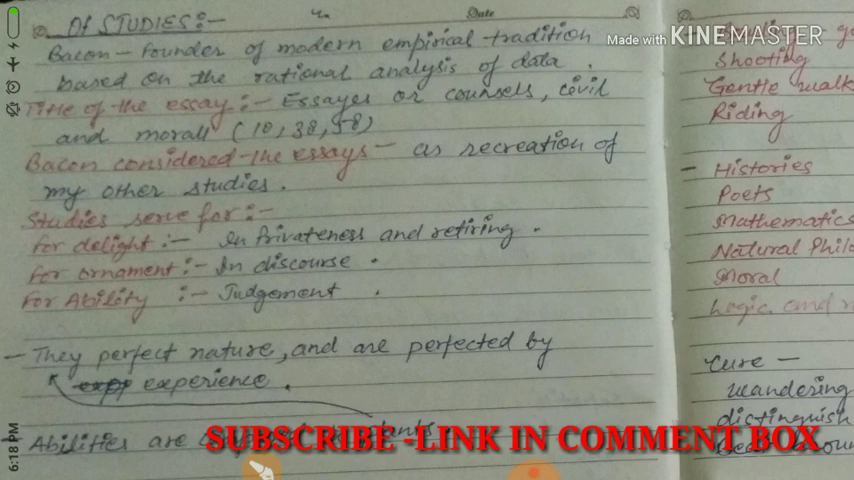 Of STUDIES:-
Date
Bacon - Founder of modern empirical tradition
based on the rational analysis of data.
Title of the essay:- Essayes or counsels, civil
and morall (10, 38, 58)
Bacon considered the essays - as recreation of
my other studies.
Studies serve for:-
For delight:- In Privateness and retiring.
For ornament:- In discourse.
For Ability :- Judgement.
- They perfect nature, and are perfected by
experience.
Abilities are
Made with KINEMASTER
Shooting
Gentle walk
Riding
- Histories
Poets
Mathematics
Natural Philo
Moral
Logic and r
Cure -
wandering
distinguish
SUBSCRIBE -LINK IN COMMENT BOX
6:18 PM